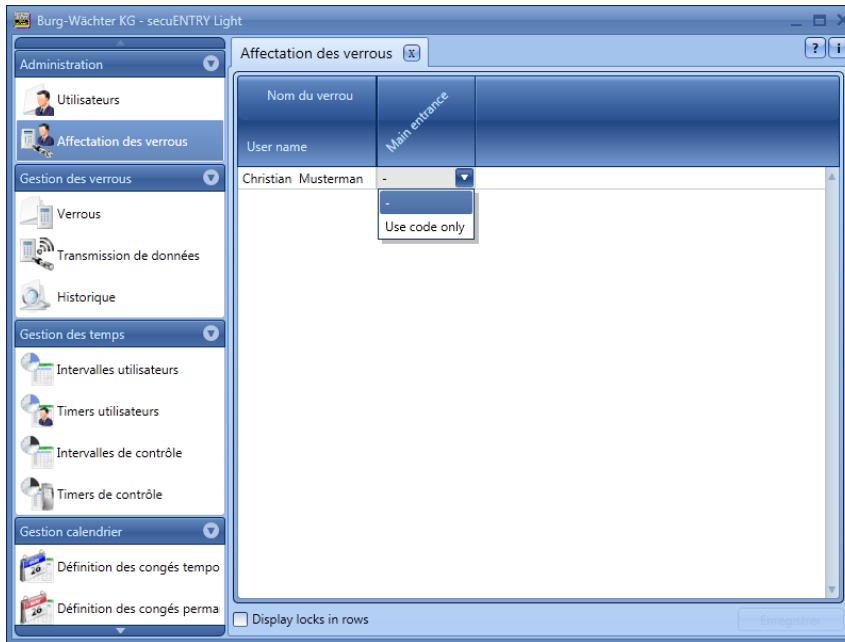 Burg-Wächter KG - secuENTRY Light
Administration
Utilisateurs
Affectation des verrous
Gestion des verrous
Verrous
Transmission de données
Historique
Gestion des temps
Intervalles utilisateurs
Timers utilisateurs
Intervalles de contrôle
Timers de contrôle
Gestion calendrier
Définition des congés tempo
Définition des congés perma
Affectation des verrous x
? i
Nom du verrou
Main entrance
User name
Christian Musterman -
-
Use code only
Display locks in rows
Enregistrer